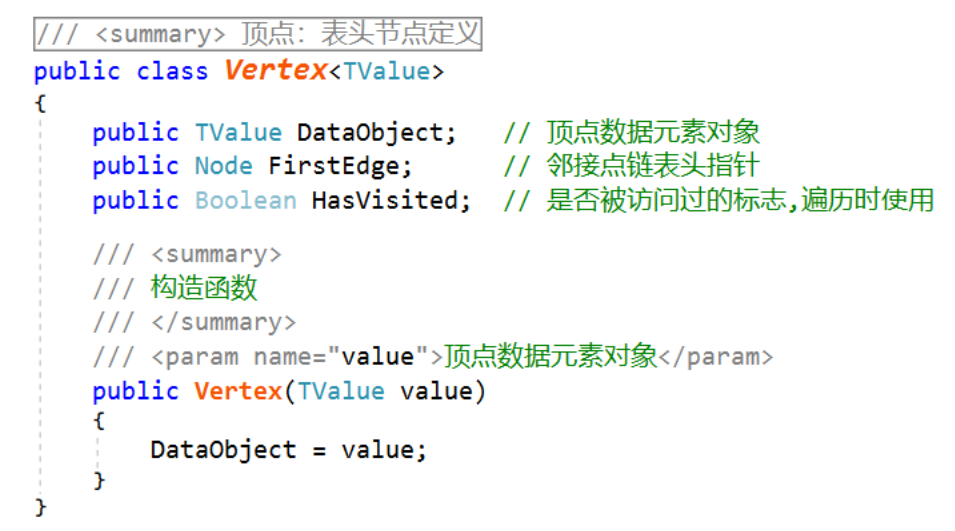 /// <summary> 顶点：表头节点定义
public class Vertex<TValue>
{
    public TValue DataObject;   // 顶点数据元素对象
    public Node FirstEdge;      // 邻接点链表头指针
    public Boolean HasVisited;  // 是否被访问过的标志,遍历时使用
    /// <summary>
    /// 构造函数
    /// </summary>
    /// <param name="value">顶点数据元素对象</param>
    public Vertex(TValue value)
    {
        DataObject = value;
    }
}